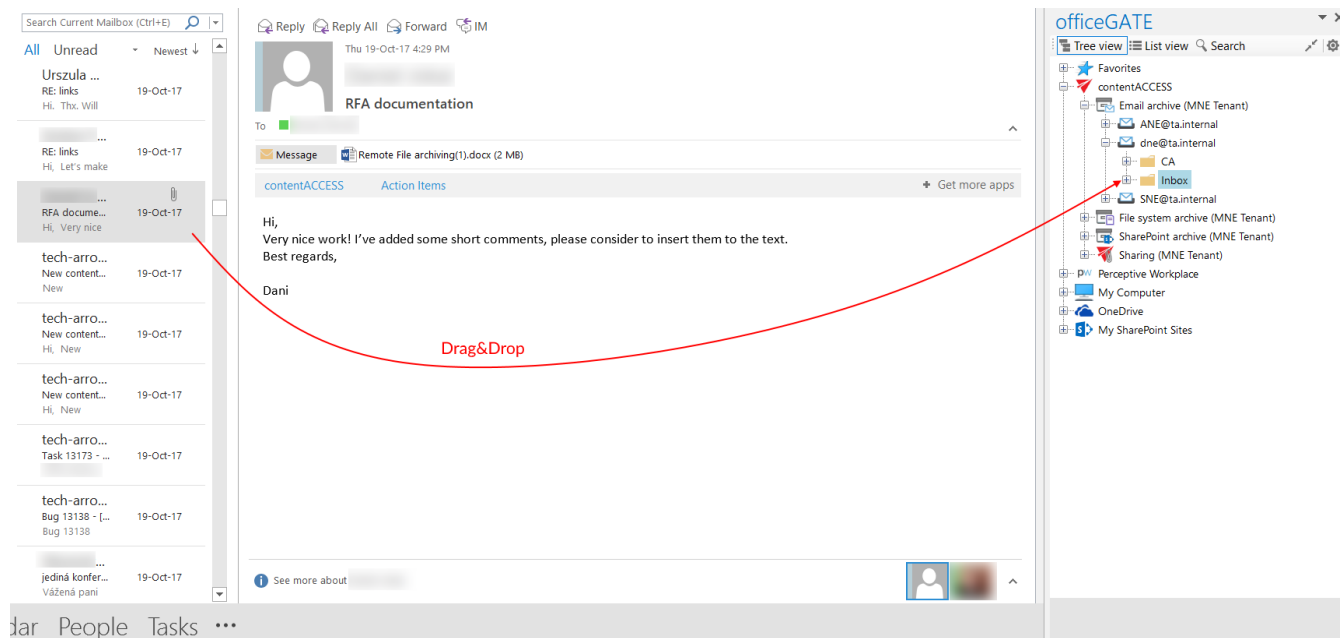 Search Current Mailbox (Ctrl+E)
All Unread Newest ↓
Urszula ...
RE: links 19-Oct-17
Hi. Thx. Will
...
RE: links 19-Oct-17
Hi, Let's make
...
RFA docume... 19-Oct-17
Hi, Very nice
tech-arro...
New content... 19-Oct-17
New
tech-arro...
New content... 19-Oct-17
Hi, New
tech-arro...
New content... 19-Oct-17
Hi, New
tech-arro...
Task 13173 - ... 19-Oct-17
tech-arro...
Bug 13138 - [... 19-Oct-17
Bug 13138
...
jediná konfer... 19-Oct-17
Vážená pani
dar People Tasks •••
Reply Reply All Forward IM
Thu 19-Oct-17 4:29 PM
RFA documentation
To
Message Remote File archiving(1).docx (2 MB)
contentACCESS Action Items + Get more apps
Hi,
Very nice work! I've added some short comments, please consider to insert them to the text.
Best regards,
Dani
Drag&Drop
See more about
officeGATE
Tree view List view Search
Favorites
contentACCESS
Email archive (MNE Tenant)
ANE@ta.internal
dne@ta.internal
CA
Inbox
SNE@ta.internal
File system archive (MNE Tenant)
SharePoint archive (MNE Tenant)
Sharing (MNE Tenant)
pw Perceptive Workplace
My Computer
OneDrive
My SharePoint Sites